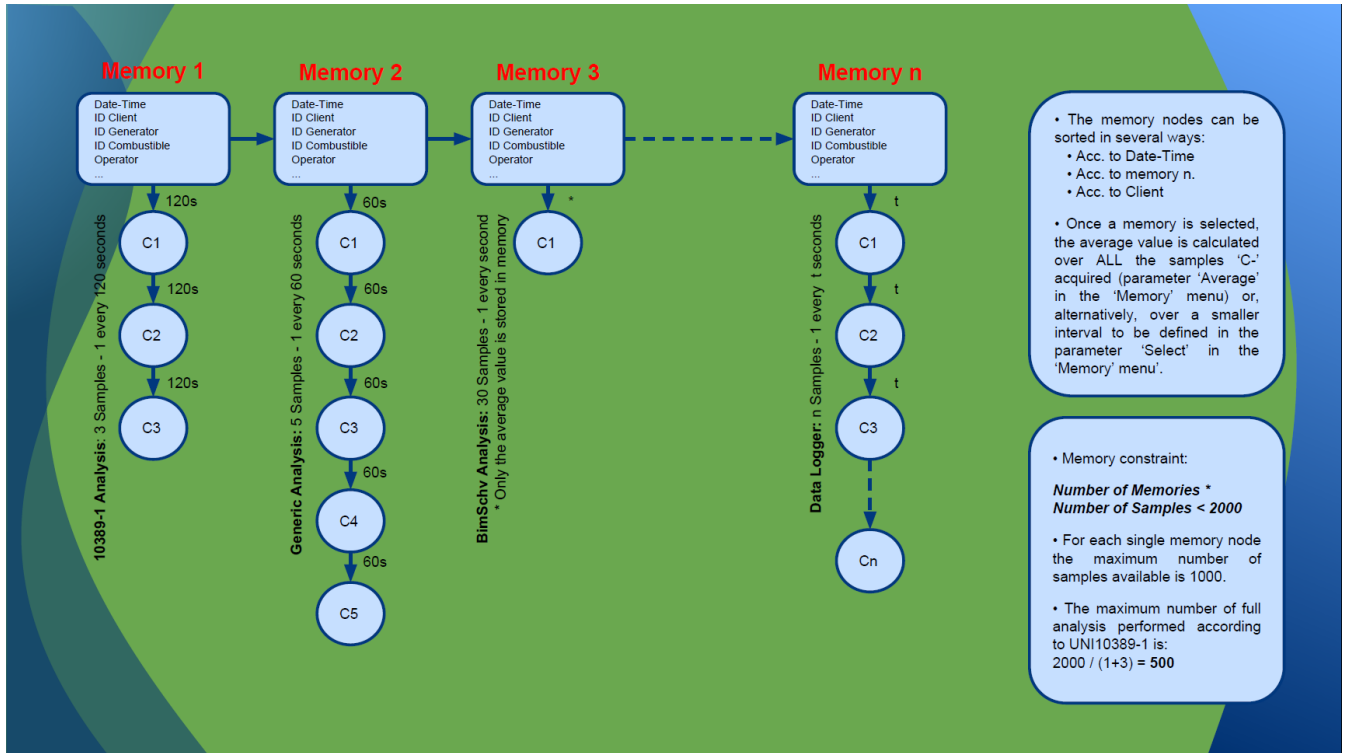 Memory 1
Date-Time
ID Client
ID Generator
ID Combustible
Operator
...
120s
C1
120s
C2
120s
C3
10389-1 Analysis: 3 Samples - 1 every 120 seconds
Memory 2
Date-Time
ID Client
ID Generator
ID Combustible
Operator
...
60s
C1
60s
C2
60s
C3
60s
C4
60s
C5
Generic Analysis: 5 Samples - 1 every 60 seconds
Memory 3
Date-Time
ID Client
ID Generator
ID Combustible
Operator
...
*
C1
BimSchv Analysis: 30 Samples - 1 every second
* Only the average value is stored in memory
Memory n
Date-Time
ID Client
ID Generator
ID Combustible
Operator
...
t
C1
t
C2
t
C3
Cn
Data Logger: n Samples - 1 every t seconds
• The memory nodes can be
sorted in several ways:
• Acc. to Date-Time
• Acc. to memory n.
• Acc. to Client
• Once a memory is selected,
the average value is calculated
over ALL the samples ‘C-’
acquired (parameter ‘Average’
in the ‘Memory’ menu) or,
alternatively, over a smaller
interval to be defined in the
parameter ‘Select’ in the
‘Memory’ menu’.
• Memory constraint:
Number of Memories *
Number of Samples < 2000
• For each single memory node
the maximum number of
samples available is 1000.
• The maximum number of full
analysis performed according
to UNI10389-1 is:
2000 / (1+3) = 500